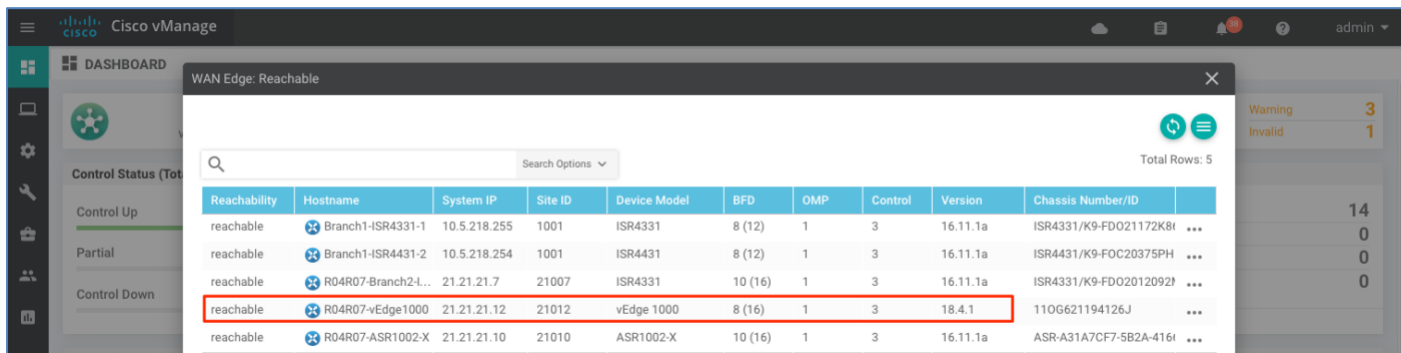 cisco Cisco vManage 38 admin
DASHBOARD
WAN Edge: Reachable
Warning 3
Invalid 1
Search Options
Total Rows: 5
Control Status (Tot
Control Up 14
Partial 0
Control Down 0
0
Reachability Hostname System IP Site ID Device Model BFD OMP Control Version Chassis Number/ID
reachable Branch1-ISR4331-1 10.5.218.255 1001 ISR4331 8 (12) 1 3 16.11.1a ISR4331/K9-FDO21172K8 ...
reachable Branch1-ISR4431-2 10.5.218.254 1001 ISR4431 8 (12) 1 3 16.11.1a ISR4431/K9-FOC20375PH ...
reachable R04R07-Branch2-I... 21.21.21.7 21007 ISR4331 10 (16) 1 3 16.11.1a ISR4331/K9-FDO2012092 ...
reachable R04R07-vEdge1000 21.21.21.12 21012 vEdge 1000 8 (16) 1 3 18.4.1 11OG621194126J ...
reachable R04R07-ASR1002-X 21.21.21.10 21010 ASR1002-X 10 (16) 1 3 16.11.1a ASR-A31A7CF7-5B2A-416 ...